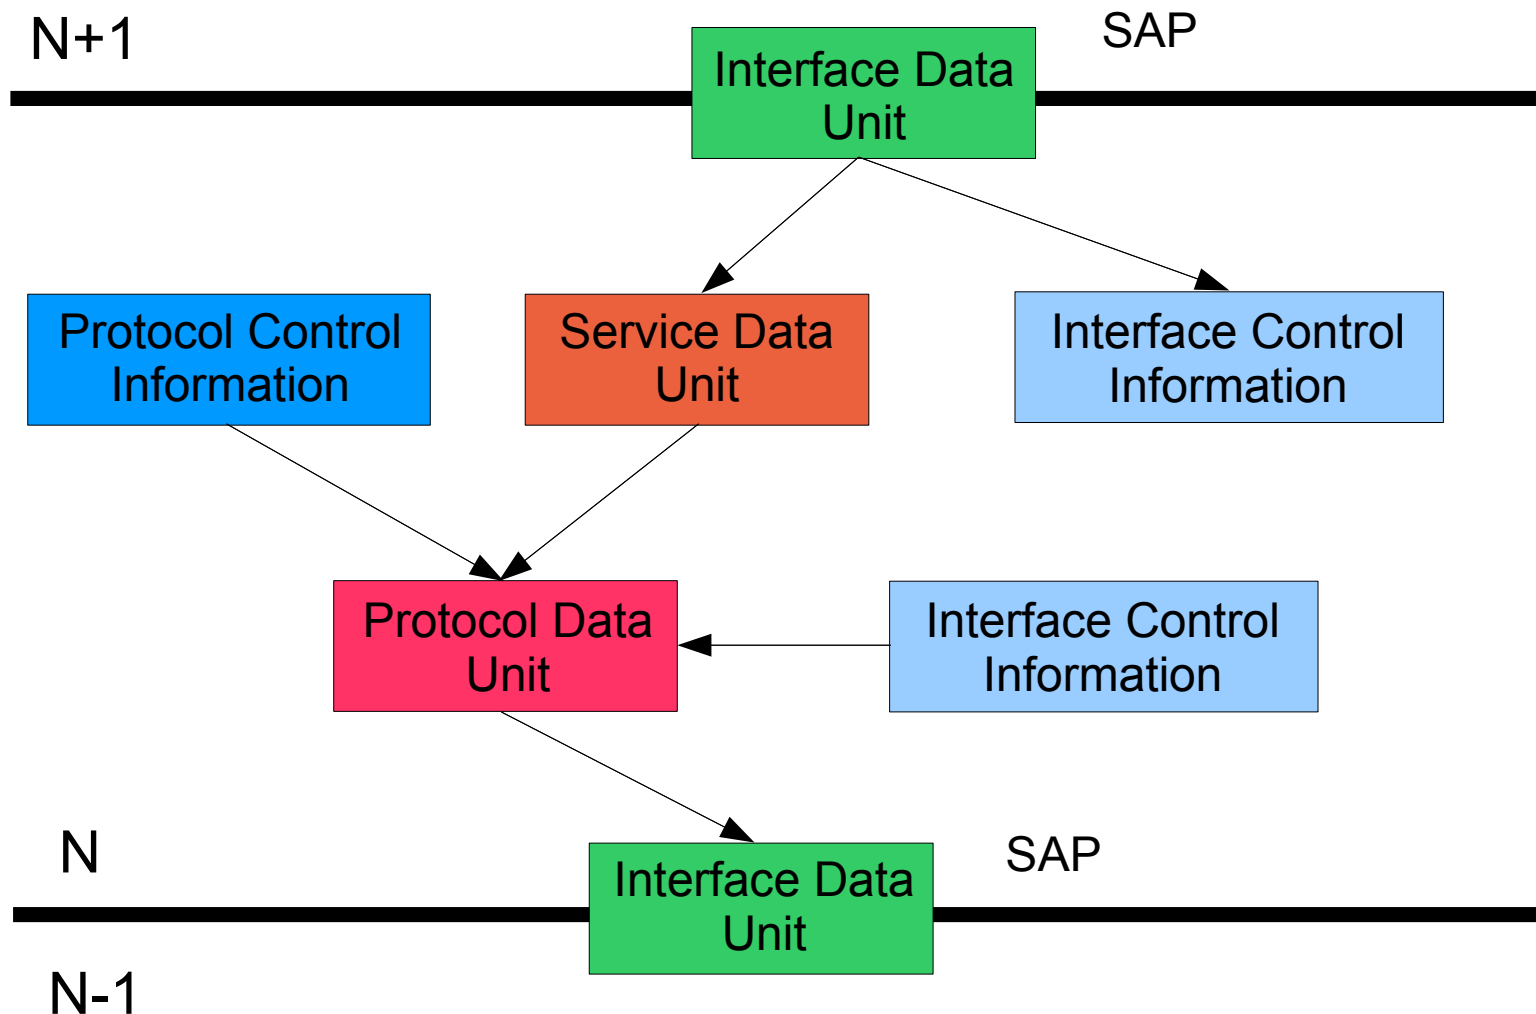 N+1
SAP
Interface Data
Unit
Protocol Control
Information
Service Data
Unit
Interface Control
Information
Protocol Data
Unit
Interface Control
Information
N
SAP
Interface Data
Unit
N-1